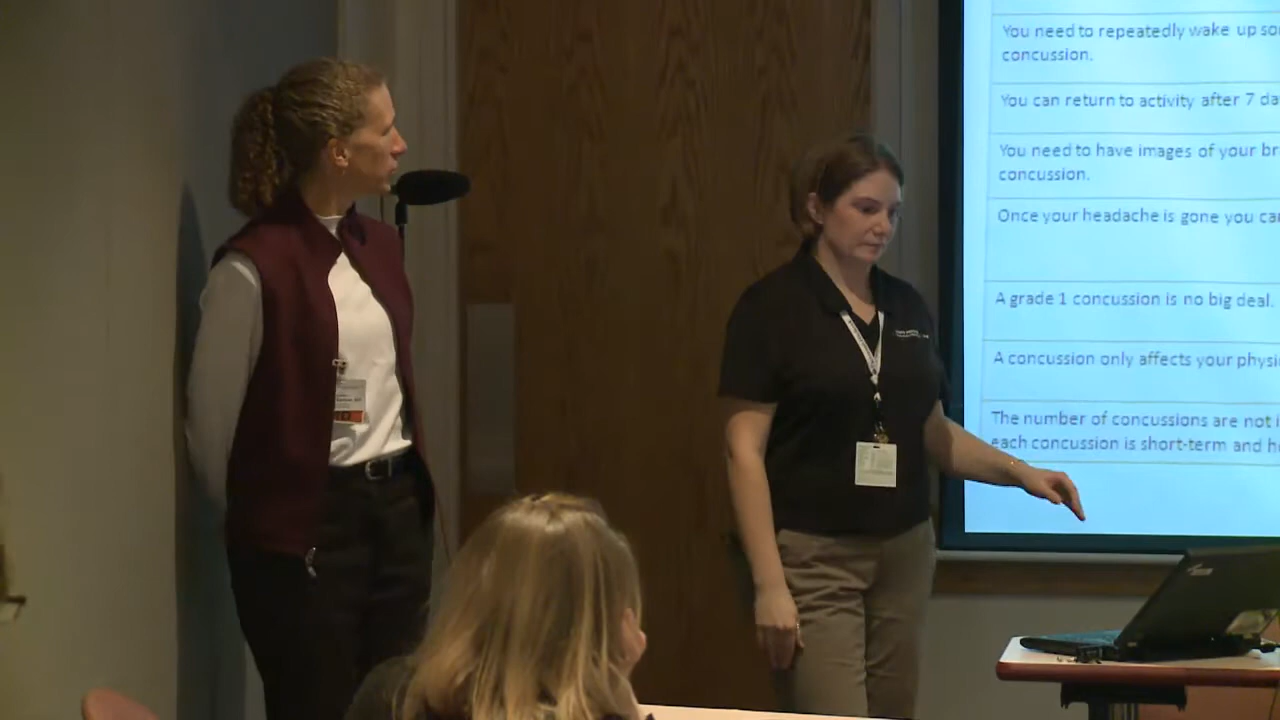 You need to repeatedly wake up so
concussion.
You can return to activity after 7 da
You need to have images of your br
concussion.
Once your headache is gone you ca
A grade 1 concussion is no big deal.
A concussion only affects your physi
The number of concussions are not i
each concussion is short-term and h